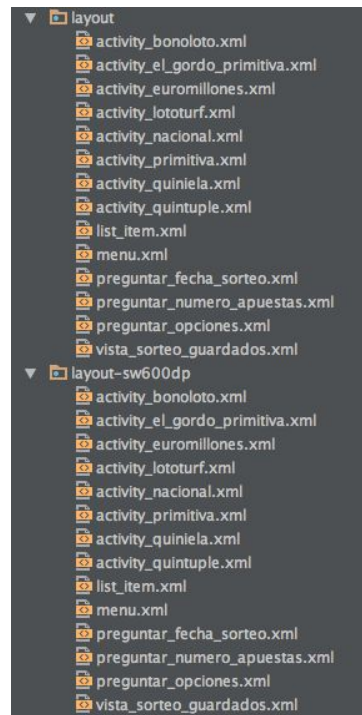 layout
activity_bonoloto.xml
activity_el_gordo_primitiva.xml
activity_euromillones.xml
activity_lototurf.xml
activity_nacional.xml
activity_primitiva.xml
activity_quiniela.xml
activity_quintuple.xml
list_item.xml
menu.xml
preguntar_fecha_sorteo.xml
preguntar_numero_apuestas.xml
preguntar_opciones.xml
vista_sorteo_guardados.xml
layout-sw600dp
activity_bonoloto.xml
activity_el_gordo_primitiva.xml
activity_euromillones.xml
activity_lototurf.xml
activity_nacional.xml
activity_primitiva.xml
activity_quiniela.xml
activity_quintuple.xml
list_item.xml
menu.xml
preguntar_fecha_sorteo.xml
preguntar_numero_apuestas.xml
preguntar_opciones.xml
vista_sorteo_guardados.xml